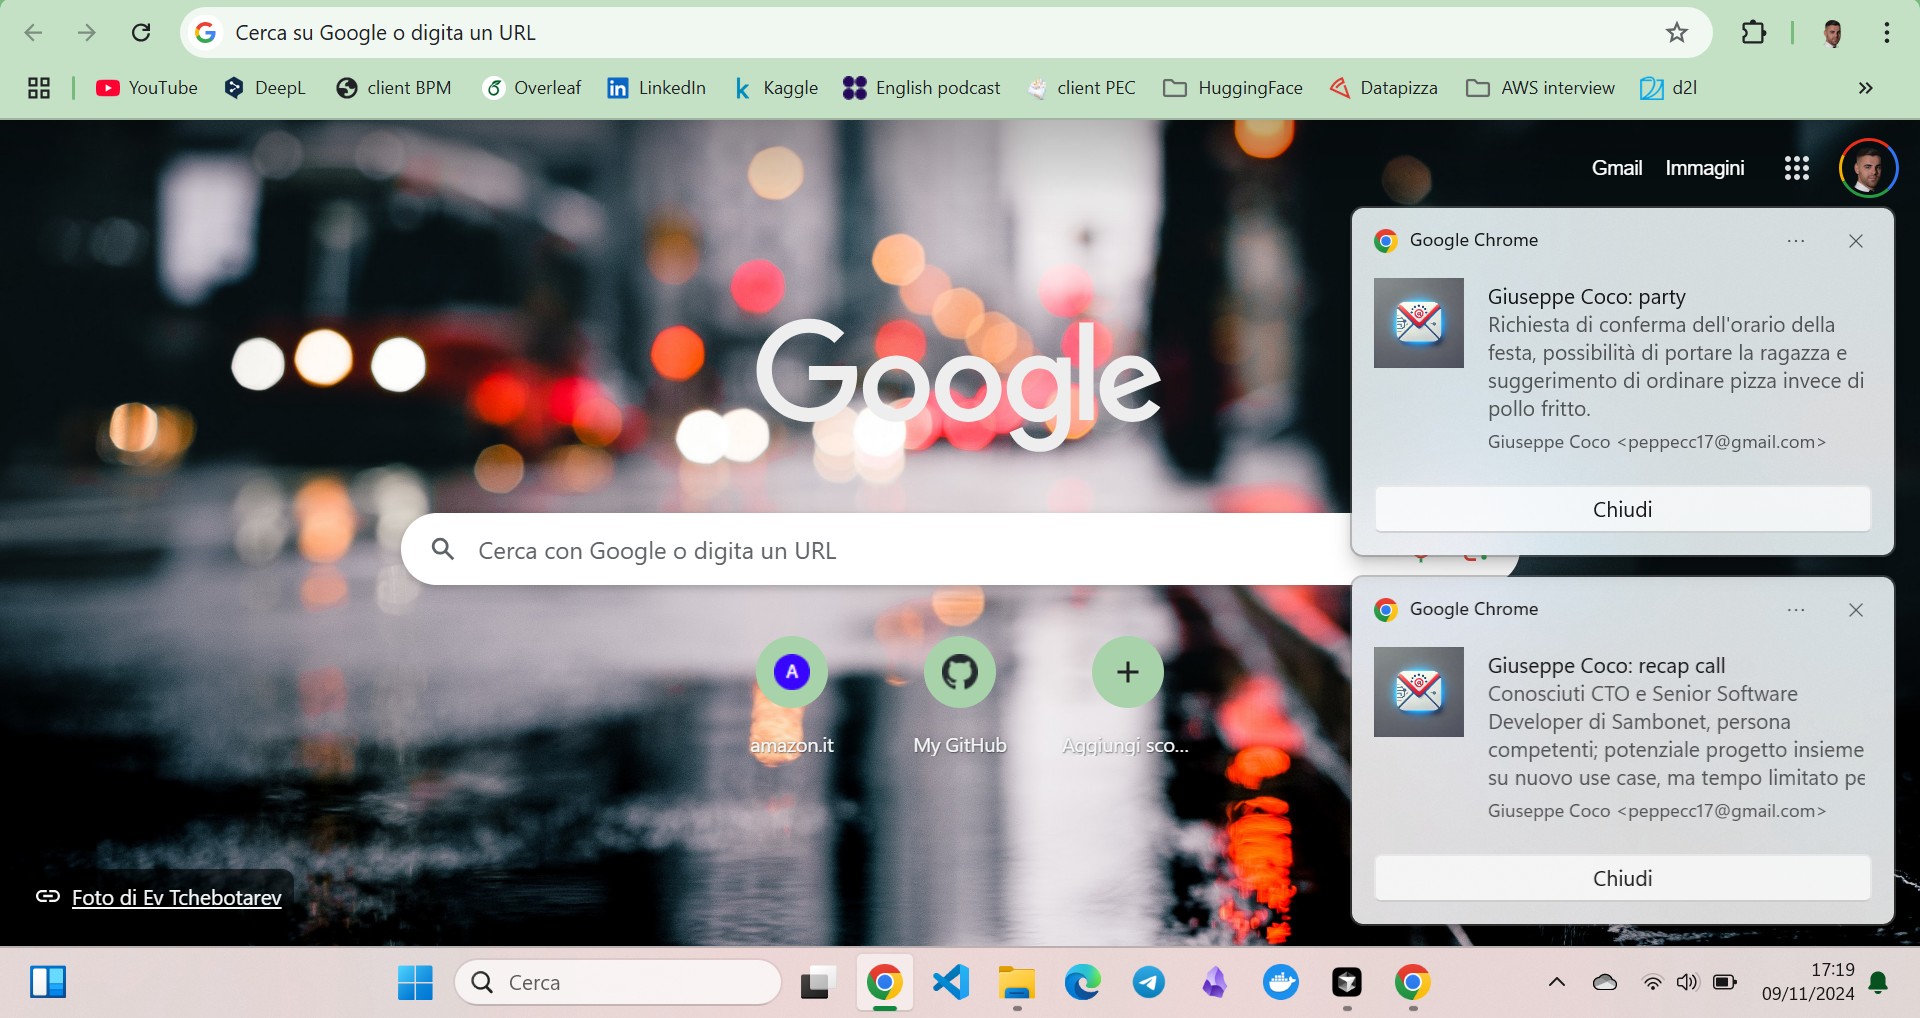 Cerca su Google o digita un URL
YouTube DeepL client BPM Overleaf LinkedIn Kaggle English podcast client PEC HuggingFace Datapizza AWS interview d2l
Gmail Immagini
Google
Cerca con Google o digita un URL
A
amazon.it My GitHub Aggiungi sco...
Foto di Ev Tchebotarev
Google Chrome
Giuseppe Coco: party
Richiesta di conferma dell'orario della
festa, possibilità di portare la ragazza e
suggerimento di ordinare pizza invece di
pollo fritto.
Giuseppe Coco <peppecc17@gmail.com>
Chiudi
Google Chrome
Giuseppe Coco: recap call
Conosciuti CTO e Senior Software
Developer di Sambonet, persona
competenti; potenziale progetto insieme
su nuovo use case, ma tempo limitato pe
Giuseppe Coco <peppecc17@gmail.com>
Chiudi
Cerca
17:19
09/11/2024